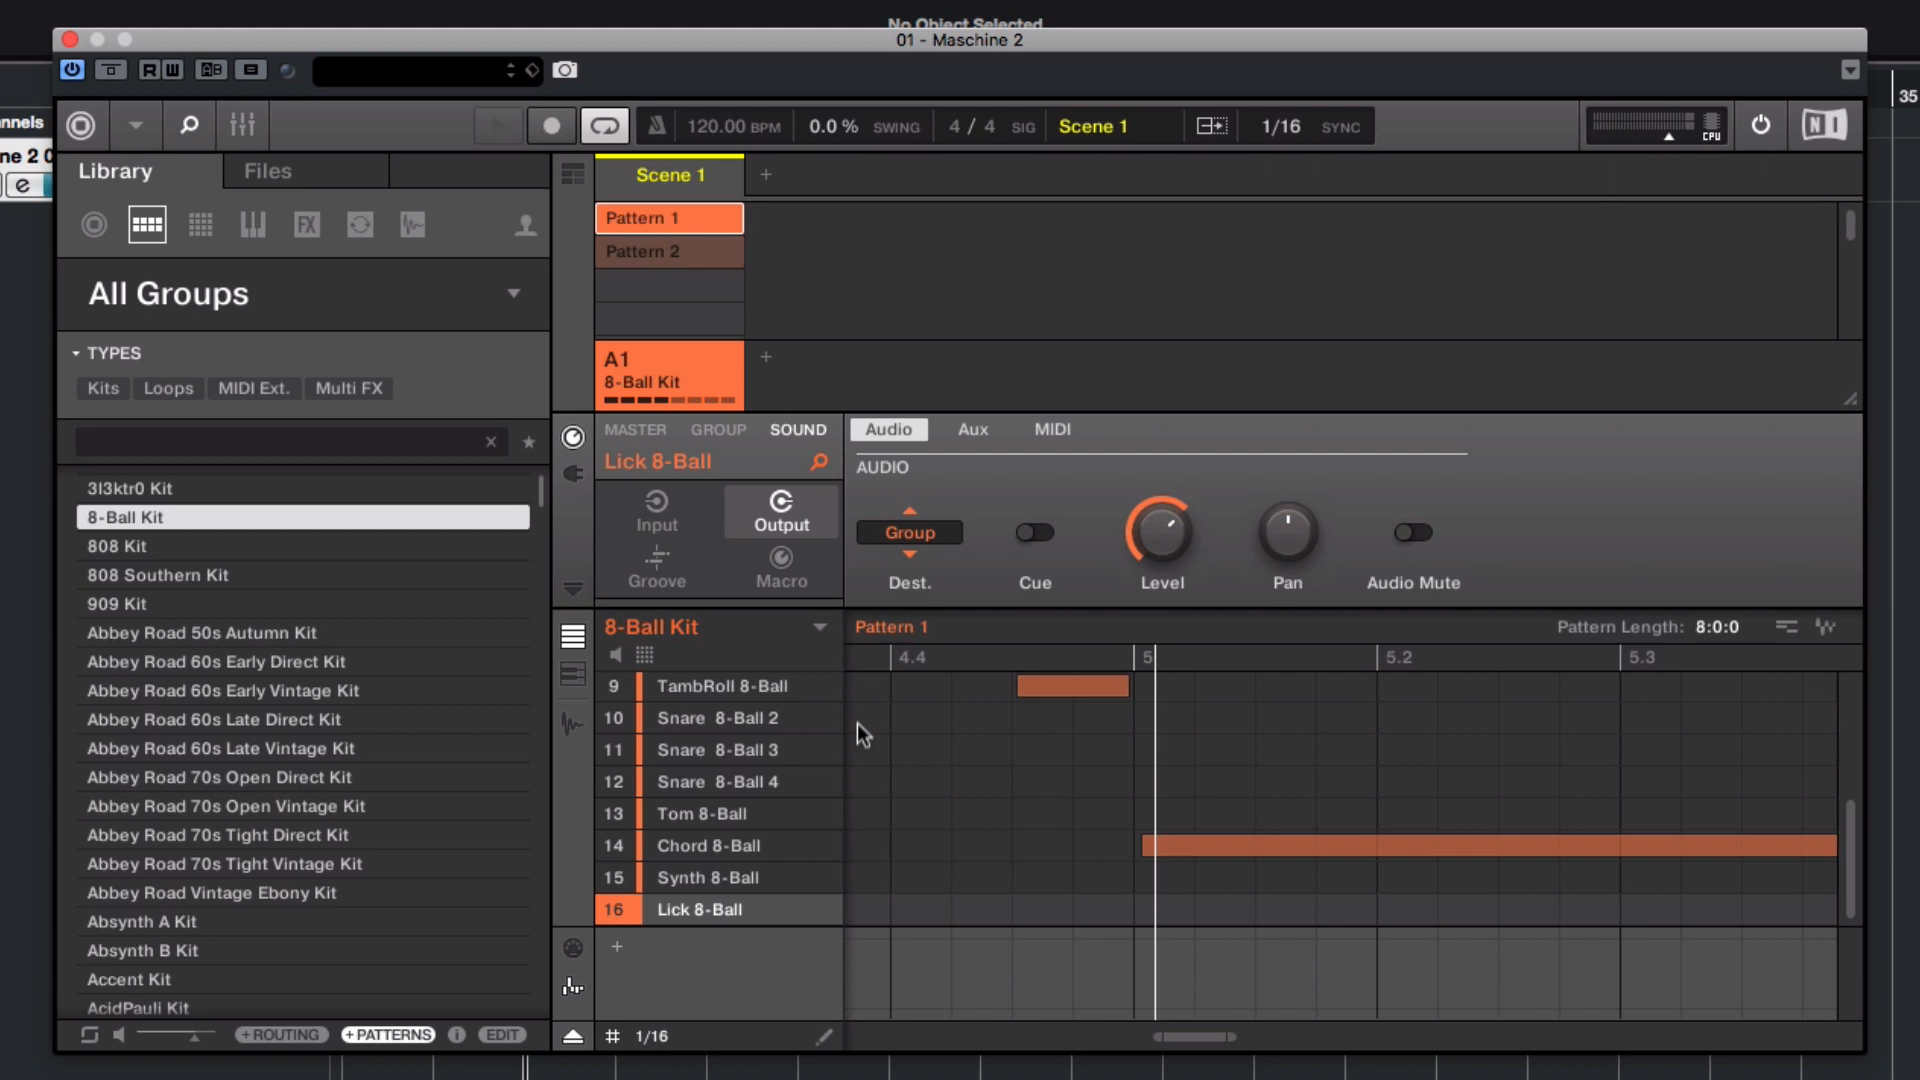 No Object Selected
01 - Maschine 2
R W AB
35
nnels
120.00 BPM 0.0 % SWING 4 / 4 SIG Scene 1 1/16 SYNC CPU NI
ne 2 0
e
Library Files
Scene 1 +
FX
Pattern 1
Pattern 2
All Groups
TYPES
Kits Loops MIDI Ext. Multi FX
A1 +
8-Ball Kit
MASTER GROUP SOUND Audio Aux MIDI
Lick 8-Ball AUDIO
Input Output
Groove Macro
Group
Dest. Cue Level Pan Audio Mute
3l3ktr0 Kit
8-Ball Kit
808 Kit
808 Southern Kit
909 Kit
Abbey Road 50s Autumn Kit
Abbey Road 60s Early Direct Kit
Abbey Road 60s Early Vintage Kit
Abbey Road 60s Late Direct Kit
Abbey Road 60s Late Vintage Kit
Abbey Road 70s Open Direct Kit
Abbey Road 70s Open Vintage Kit
Abbey Road 70s Tight Direct Kit
Abbey Road 70s Tight Vintage Kit
Abbey Road Vintage Ebony Kit
Absynth A Kit
Absynth B Kit
Accent Kit
AcidPauli Kit
8-Ball Kit Pattern 1 Pattern Length: 8:0:0
4.4 5 5.2 5.3
9 TambRoll 8-Ball
10 Snare 8-Ball 2
11 Snare 8-Ball 3
12 Snare 8-Ball 4
13 Tom 8-Ball
14 Chord 8-Ball
15 Synth 8-Ball
16 Lick 8-Ball
+
+ROUTING +PATTERNS i EDIT
# 1/16